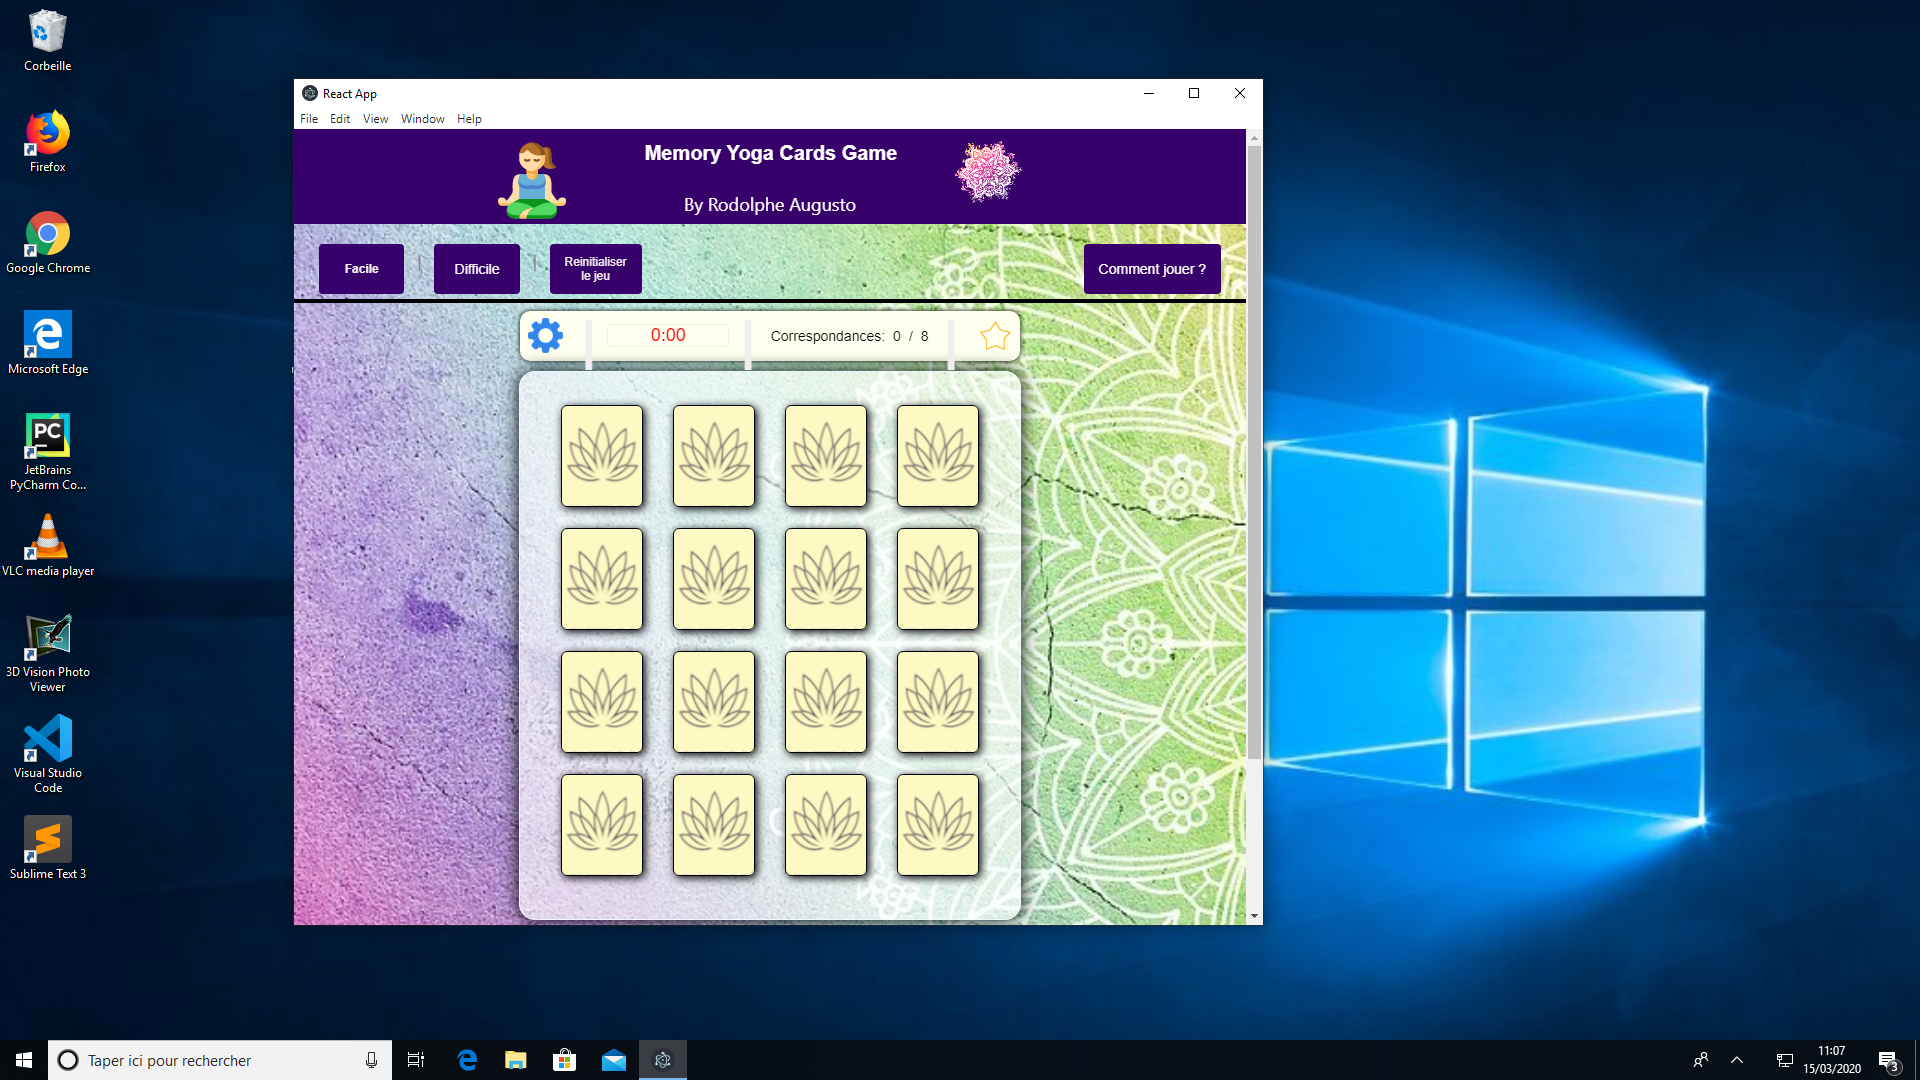 Corbeille
Firefox
Google Chrome
Microsoft Edge
PC
JetBrains
PyCharm Co...
VLC media player
3D Vision Photo
Viewer
Visual Studio
Code
Sublime Text 3
React App
File Edit View Window Help
Memory Yoga Cards Game
By Rodolphe Augusto
Facile
Difficile
Reinitialiser
le jeu
Comment jouer ?
0:00
Correspondances: 0 / 8
Taper ici pour rechercher
11:07
15/03/2020
3